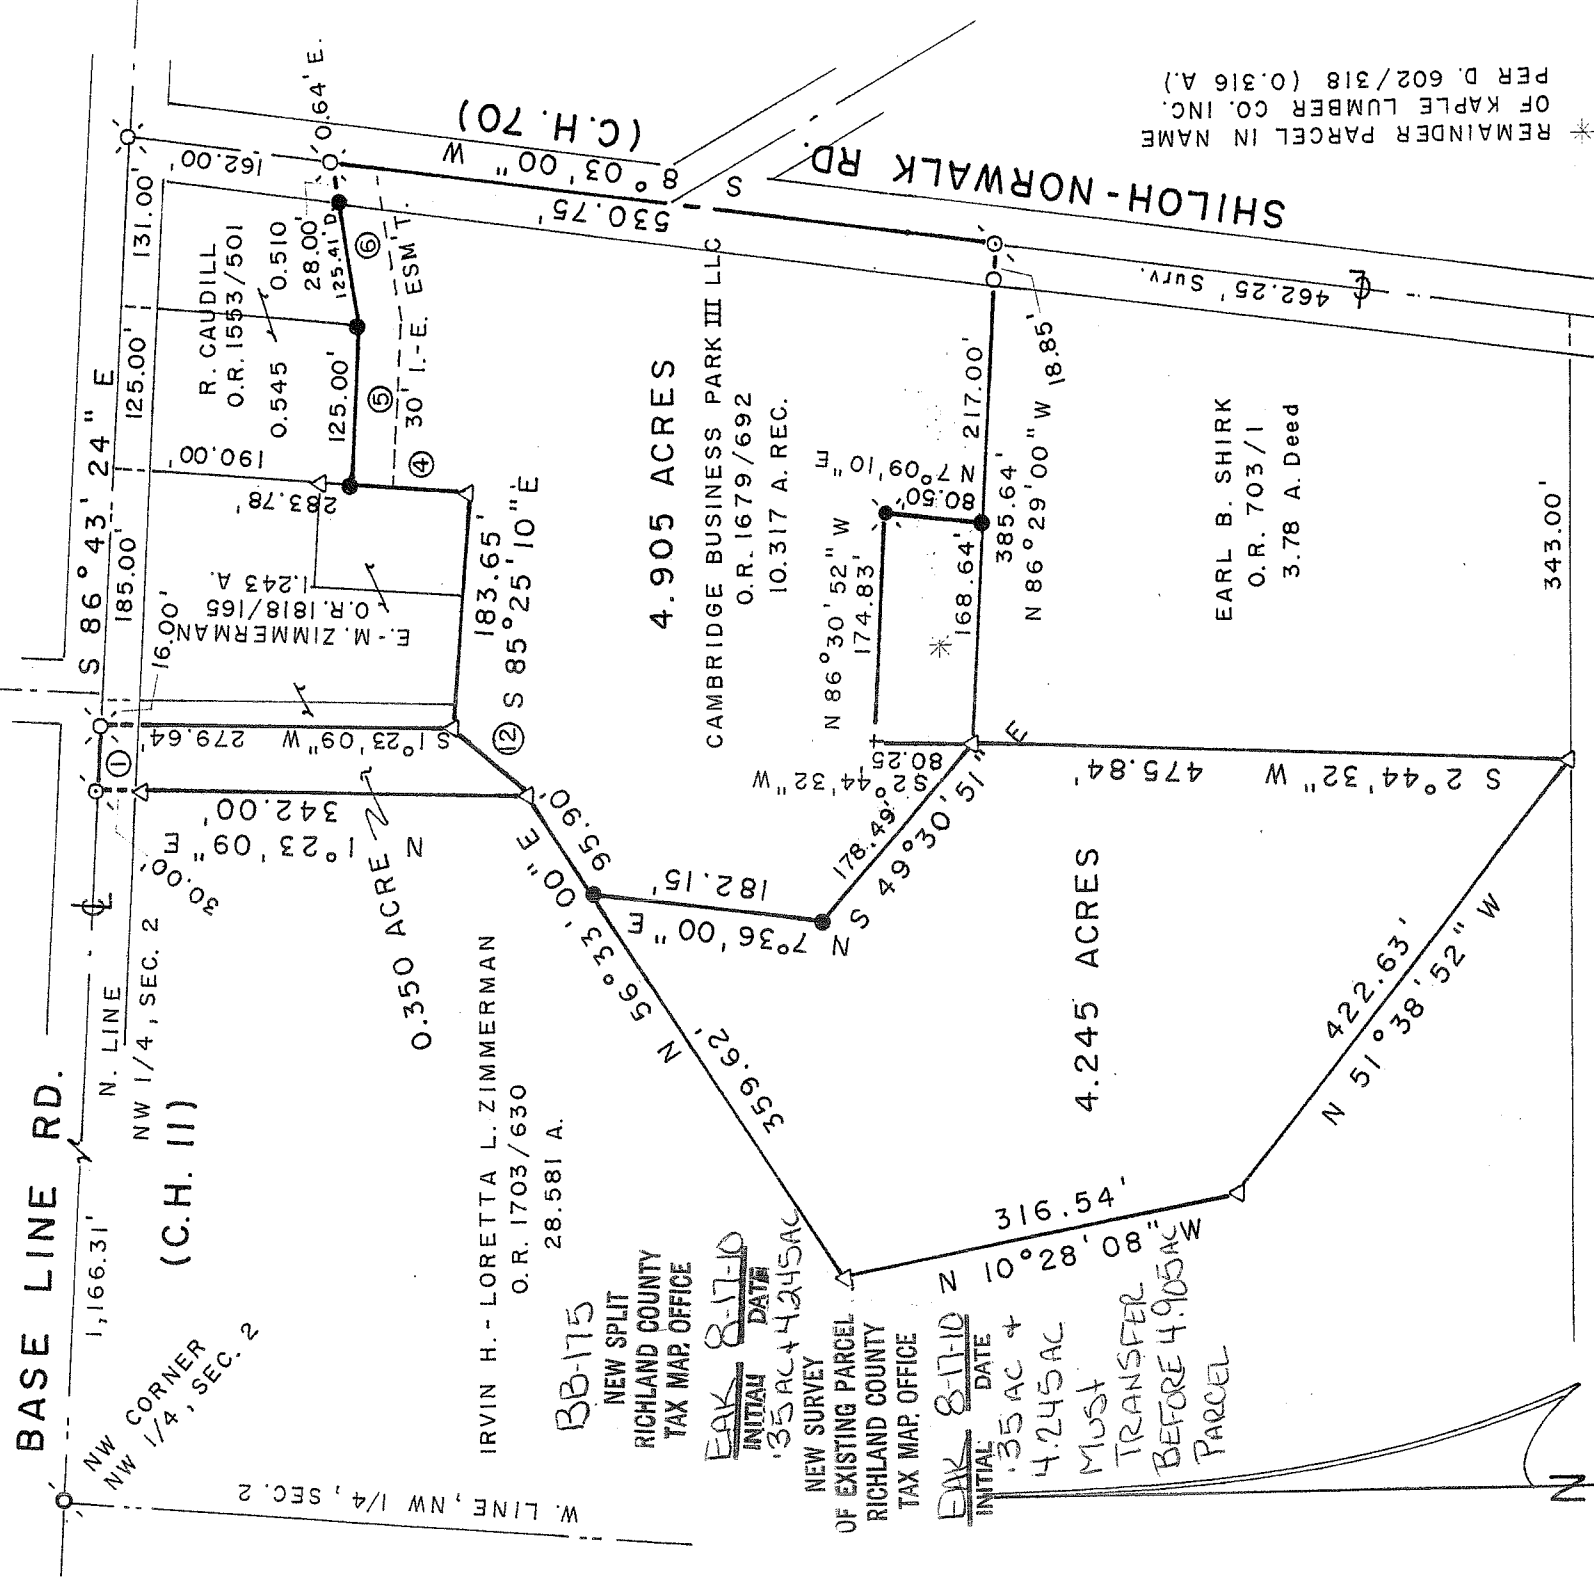 BASE LINE RD.
1,166.31'
(C.H. 11)
NW CORNER
NW 1/4, SEC. 2
W. LINE, NW 1/4, SEC. 2
N. LINE
NW 1/4, SEC. 2
℄
30.00'
①
16.00'
S 86° 43' 24" E
185.00'
125.00'
131.00'
162.00'
0.64' E.
N 1° 23' 09" E
342.00'
S 1° 23' 09" W 279.64'
0.350 ACRE
E.-M. ZIMMERMAN
O.R. 1818/165
1.243 A.
283.78'
190.00'
R. CAUDILL
O.R. 1553/501
0.545
0.510
28.00'
125.41' D.
125.00'
⑥
⑤
④
30' I.-E. ESM'T.
183.65'
⑫ S 85° 25' 10" E
95.90'
N 56° 33' 00" E
359.62'
182.15'
N 7° 36' 00" E
178.49'
S 49° 30' 51" E
S 2° 44' 32" W
80.25
N 86° 30' 52" W
174.83'
N 7° 09' 10" E
80.50'
*
168.64'
217.00'
385.64'
N 86° 29' 00" W
18.85'
4.905 ACRES
CAMBRIDGE BUSINESS PARK III LLC
O.R. 1679/692
10.317 A. REC.
530.75'
S 8° 03' 00" W
(C.H. 70)
SHILOH-NORWALK RD.
462.25' Surv.
℄
EARL B. SHIRK
O.R. 703/1
3.78 A. Deed
343.00'
S 2° 44' 32" W 475.84'
4.245 ACRES
422.63'
N 51° 38' 52" W
316.54'
N 10° 28' 08" W
IRVIN H.- LORETTA L. ZIMMERMAN
O.R. 1703/630
28.581 A.
BB-175
NEW SPLIT
RICHLAND COUNTY
TAX MAP. OFFICE
EAK 8-17-10
INITIAL DATE
.35AC + 4.245AC
NEW SURVEY
OF EXISTING PARCEL
RICHLAND COUNTY
TAX MAP. OFFICE
EAK 8-17-10
INITIAL DATE
.35AC +
4.245AC
MUST
TRANSFER
BEFORE 4.905AC
PARCEL
* REMAINDER PARCEL IN NAME
OF KAPLE LUMBER CO. INC.
PER D. 602/318 (0.316 A.)
N